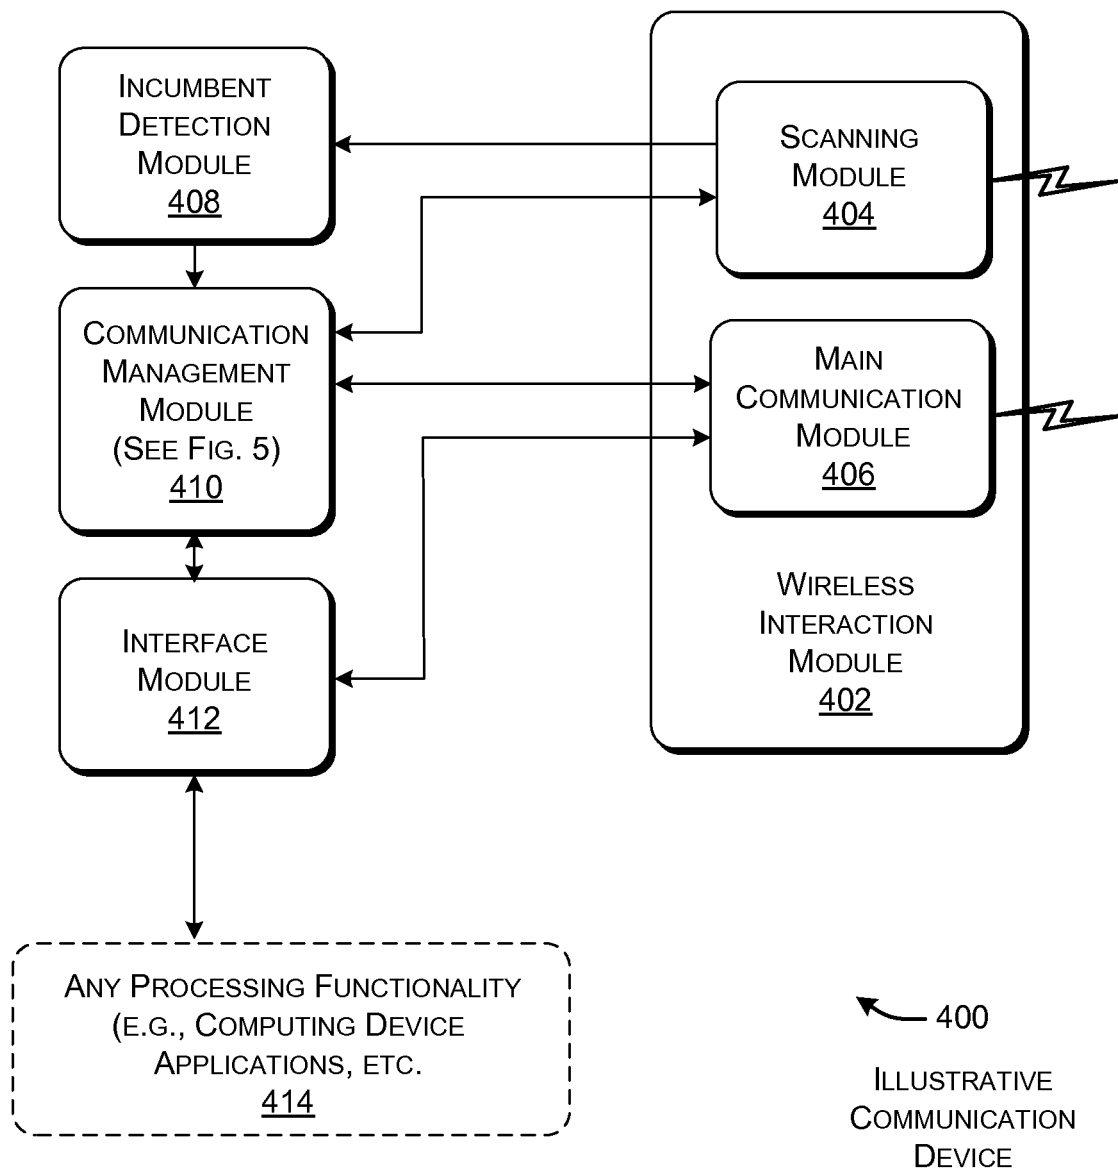 INCUMBENT
DETECTION
MODULE
408
SCANNING
MODULE
404
COMMUNICATION
MANAGEMENT
MODULE
(SEE FIG. 5)
410
MAIN
COMMUNICATION
MODULE
406
INTERFACE
MODULE
412
WIRELESS
INTERACTION
MODULE
402
ANY PROCESSING FUNCTIONALITY
(E.G., COMPUTING DEVICE
APPLICATIONS, ETC.
414
400
ILLUSTRATIVE
COMMUNICATION
DEVICE